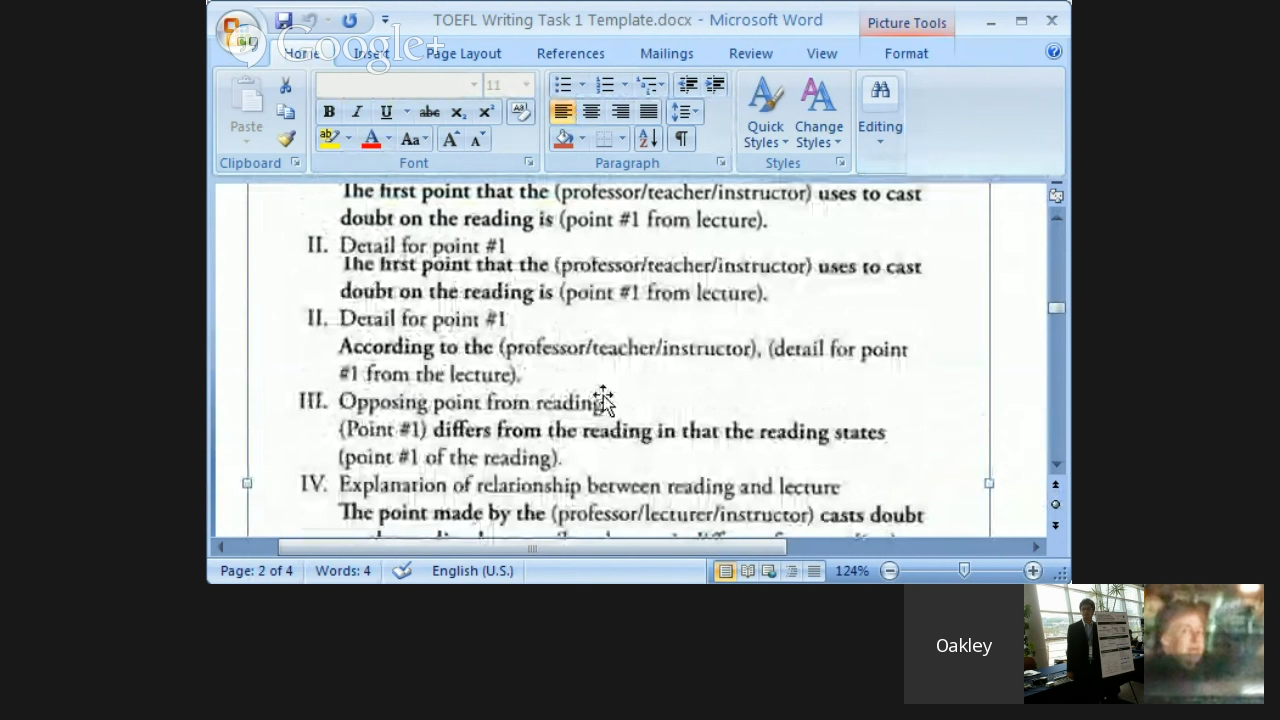 TOEFL Writing Task 1 Template.docx - Microsoft Word
Picture Tools
Google+
Home Insert Page Layout References Mailings Review View Format
11
Paste
B I U abc x₂ x² Aa A A
Quick Styles
Change Styles
Editing
Clipboard Font Paragraph Styles
The first point that the (professor/teacher/instructor) uses to cast
doubt on the reading is (point #1 from lecture).
II. Detail for point #1
The first point that the (professor/teacher/instructor) uses to cast
doubt on the reading is (point #1 from lecture).
II. Detail for point #1
According to the (professor/teacher/instructor), (detail for point
#1 from the lecture).
III. Opposing point from reading
(Point #1) differs from the reading in that the reading states
(point #1 of the reading).
IV. Explanation of relationship between reading and lecture
The point made by the (professor/lecturer/instructor) casts doubt
Page: 2 of 4 Words: 4 English (U.S.) 124%
Oakley